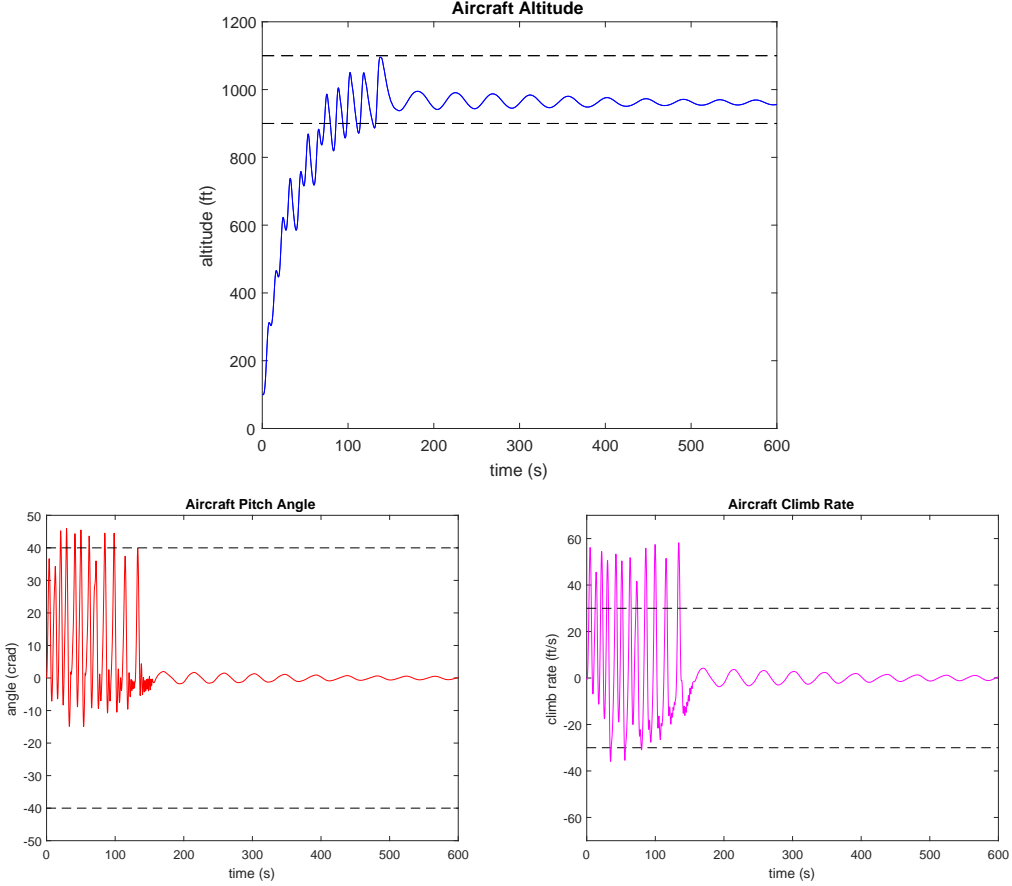 Aircraft Altitude
1200
1000
800
600
400
200
0
altitude (ft)
0 100 200 300 400 500 600
time (s)
Aircraft Pitch Angle
50
40
30
20
10
0
-10
-20
-30
-40
-50
angle (crad)
0 100 200 300 400 500 600
time (s)
Aircraft Climb Rate
60
40
20
0
-20
-40
-60
climb rate (ft/s)
0 100 200 300 400 500 600
time (s)